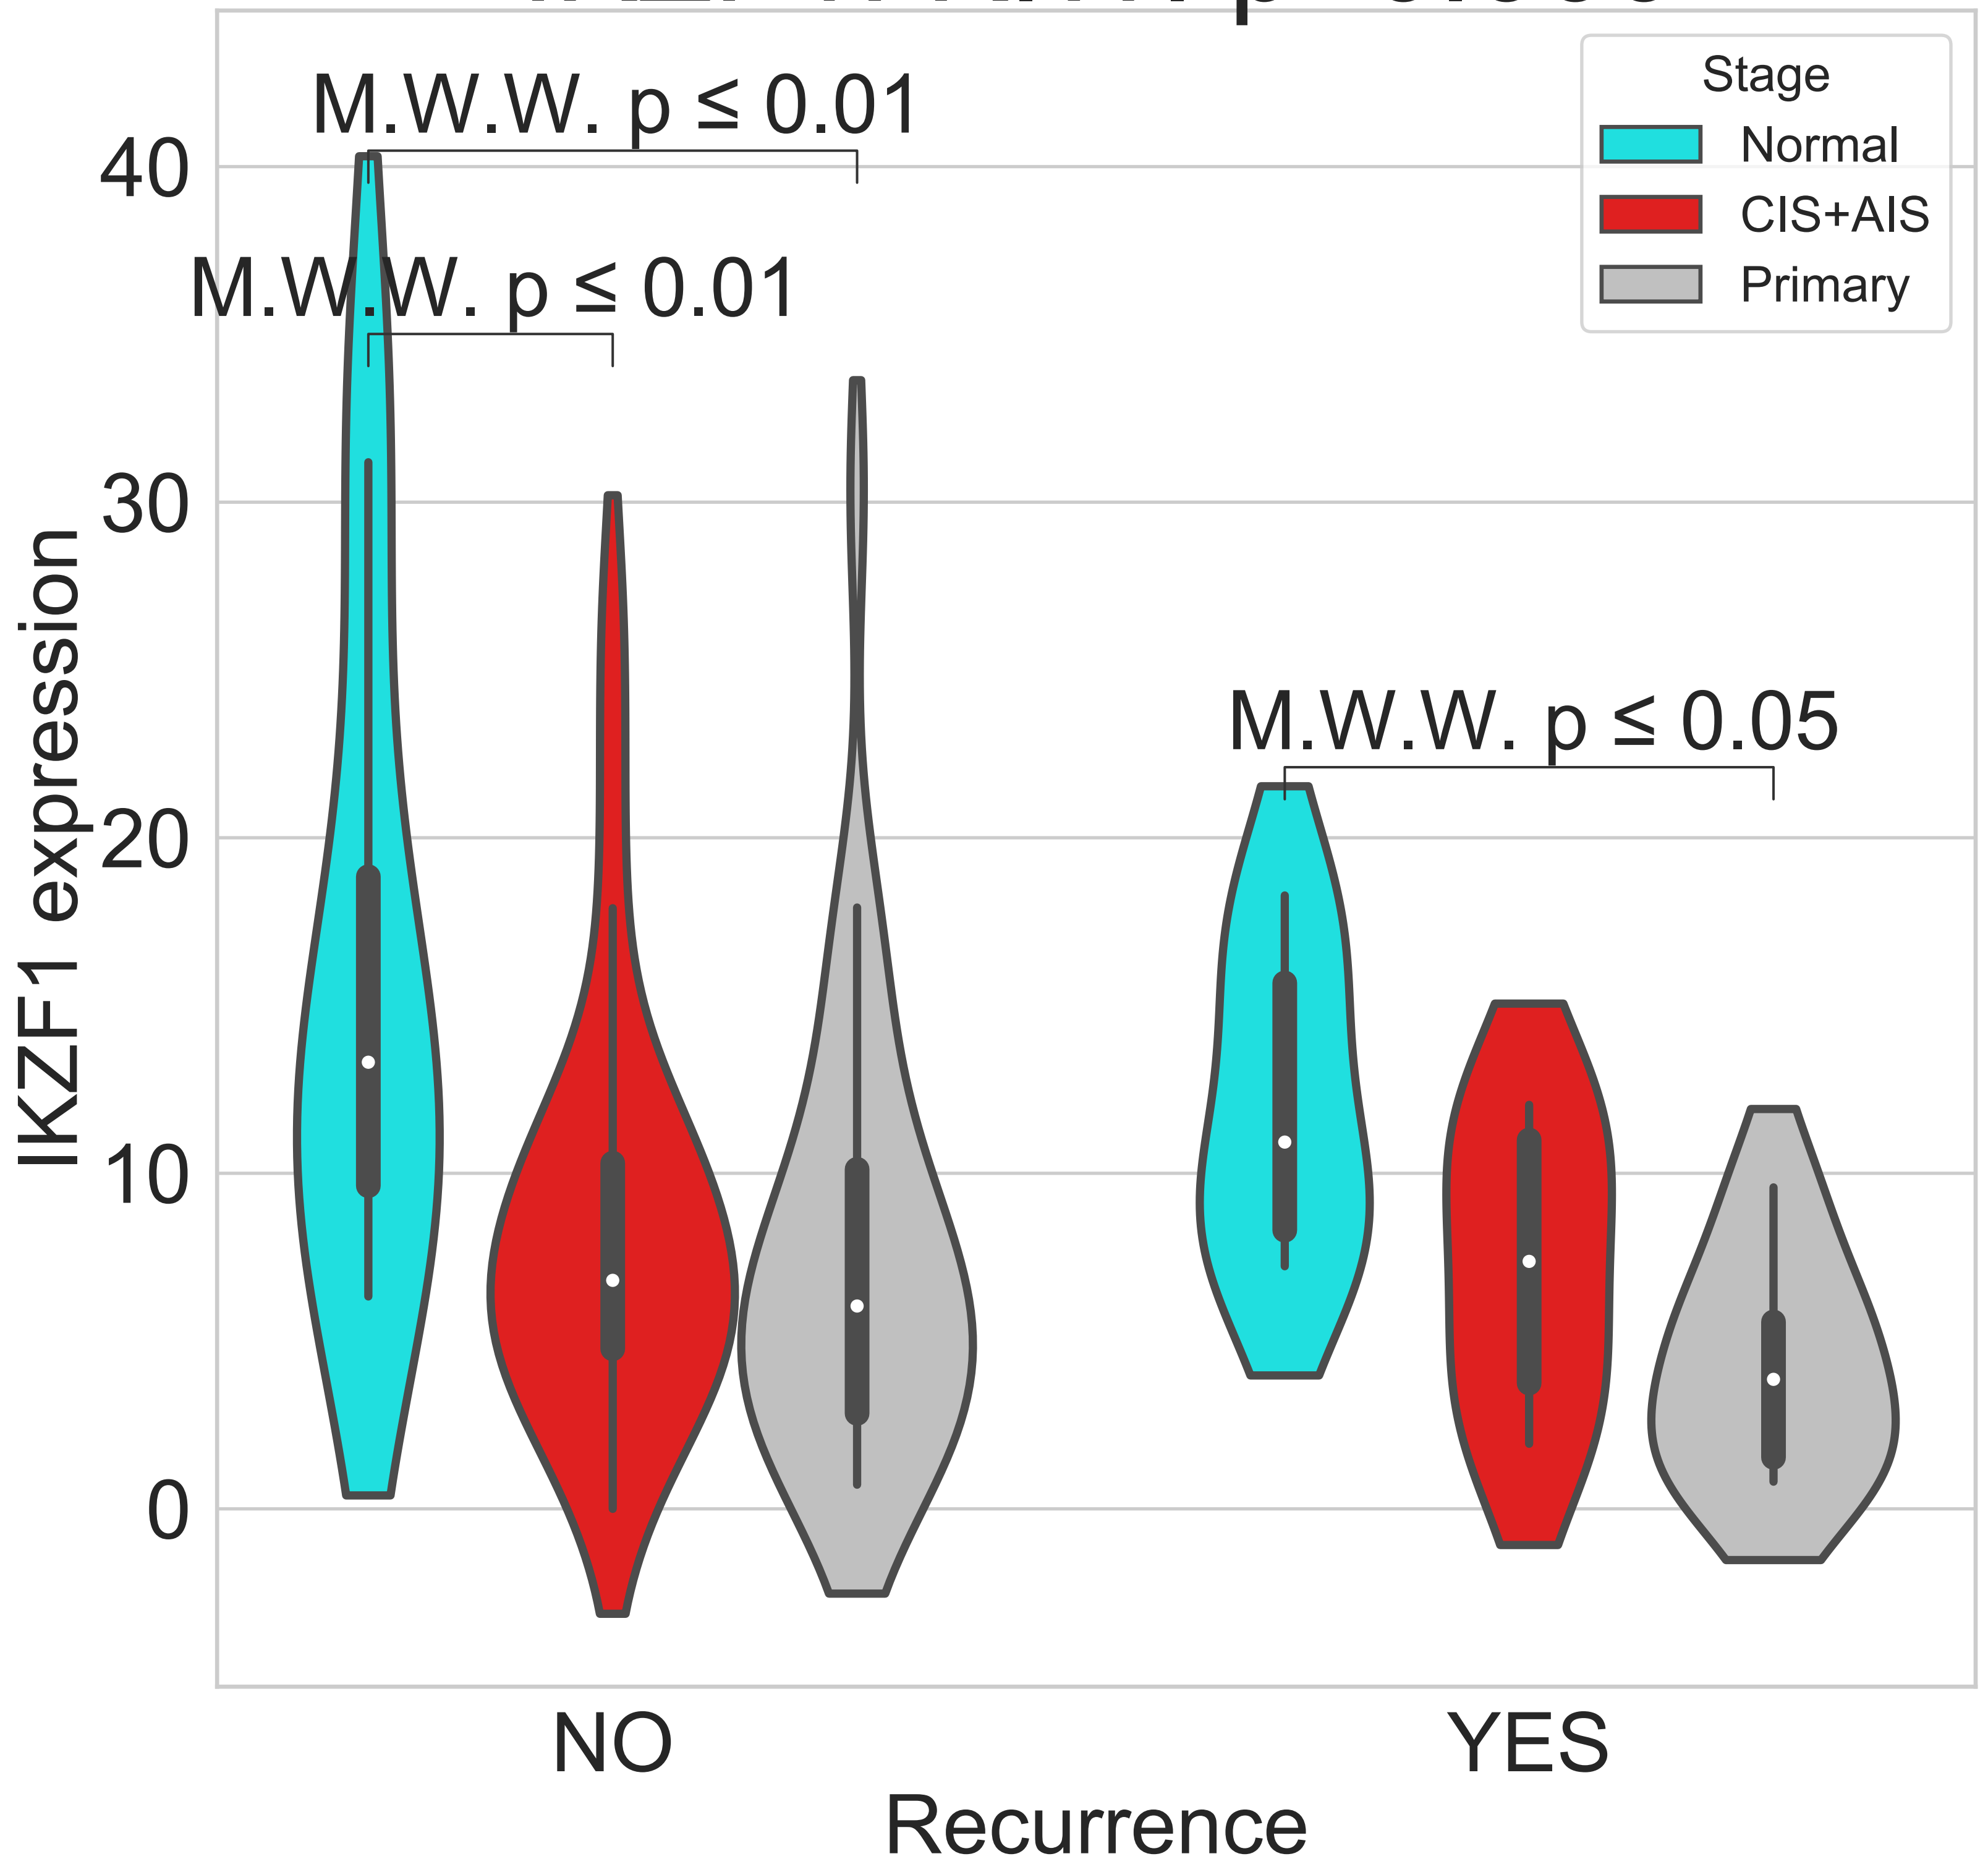 Stage
Normal
CIS+AIS
Primary
M.W.W. p ≤ 0.01
M.W.W. p ≤ 0.01
M.W.W. p ≤ 0.05
40
30
20
10
0
IKZF1 expression
NO
YES
Recurrence